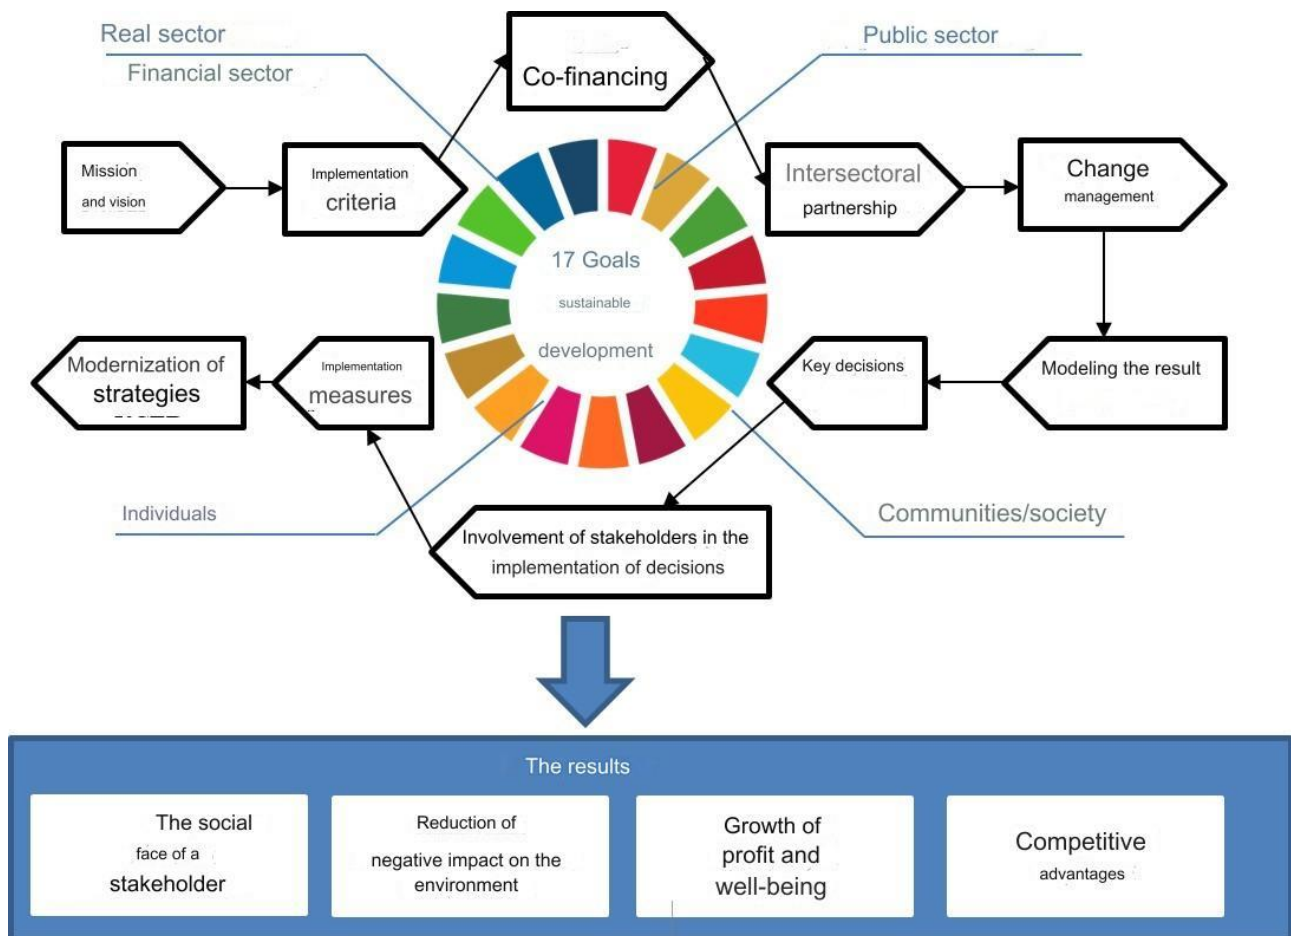 Real sector
Financial sector
Co-financing
Public sector
Mission
and vision
Implementation
criteria
Intersectoral
partnership
Change
management
17 Goals
sustainable
development
Modernization of
strategies
Implementation
measures
Key decisions
Modeling the result
Individuals
Involvement of stakeholders in the
implementation of decisions
Communities/society
The results
The social
face of a
stakeholder
Reduction of
negative impact on the
environment
Growth of
profit and
well-being
Competitive
advantages